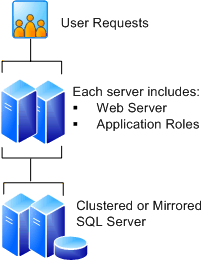 User Requests
Each server includes:
▪ Web Server
▪ Application Roles
Clustered or Mirrored
SQL Server